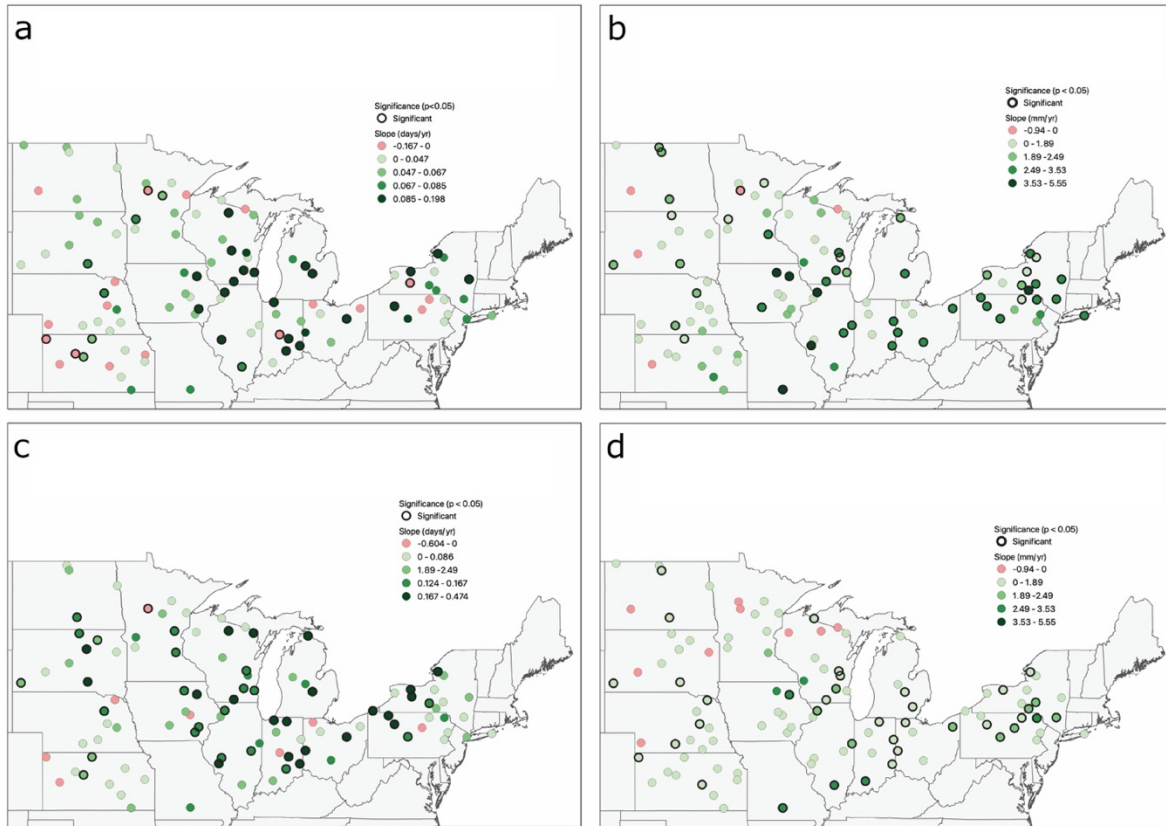 a
Significance (p<0.05)
Significant
Slope (days/yr)
-0.167 - 0
0 - 0.047
0.047 - 0.067
0.067 - 0.085
0.085 - 0.198
b
Significance (p < 0.05)
Significant
Slope (mm/yr)
-0.94 - 0
0 - 1.89
1.89 -2.49
2.49 - 3.53
3.53 - 5.55
c
Significance (p < 0.05)
Significant
Slope (days/yr)
-0.604 - 0
0 - 0.086
1.89 - 2.49
0.124 - 0.167
0.167 - 0.474
d
Significance (p < 0.05)
Significant
Slope (mm/yr)
-0.94 - 0
0 - 1.89
1.89 - 2.49
2.49 - 3.53
3.53 - 5.55